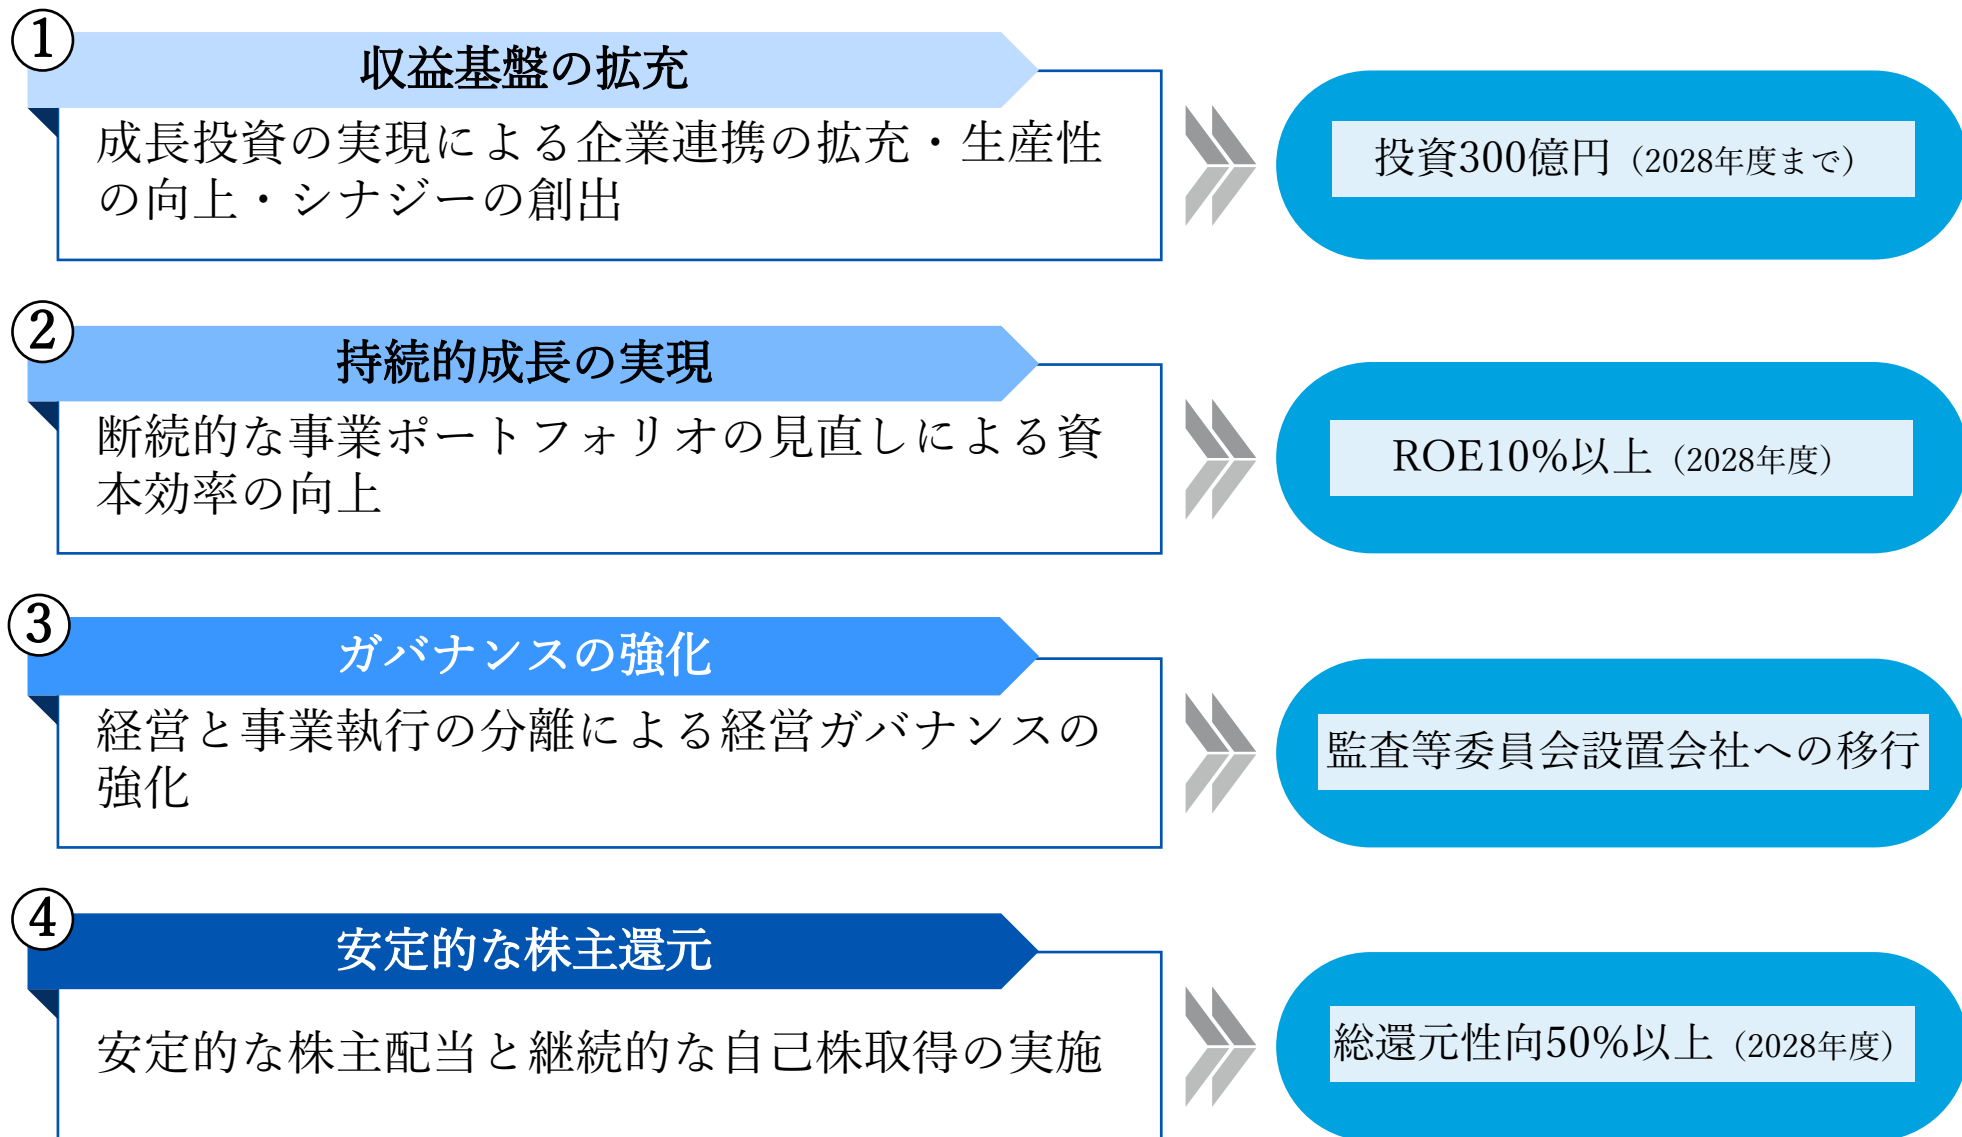 ①
収益基盤の拡充
成長投資の実現による企業連携の拡充・生産性
の向上・シナジーの創出
投資300億円（2028年度まで）
②
持続的成長の実現
断続的な事業ポートフォリオの見直しによる資
本効率の向上
ROE10%以上（2028年度）
③
ガバナンスの強化
経営と事業執行の分離による経営ガバナンスの
強化
監査等委員会設置会社への移行
④
安定的な株主還元
安定的な株主配当と継続的な自己株取得の実施
総還元性向50%以上（2028年度）